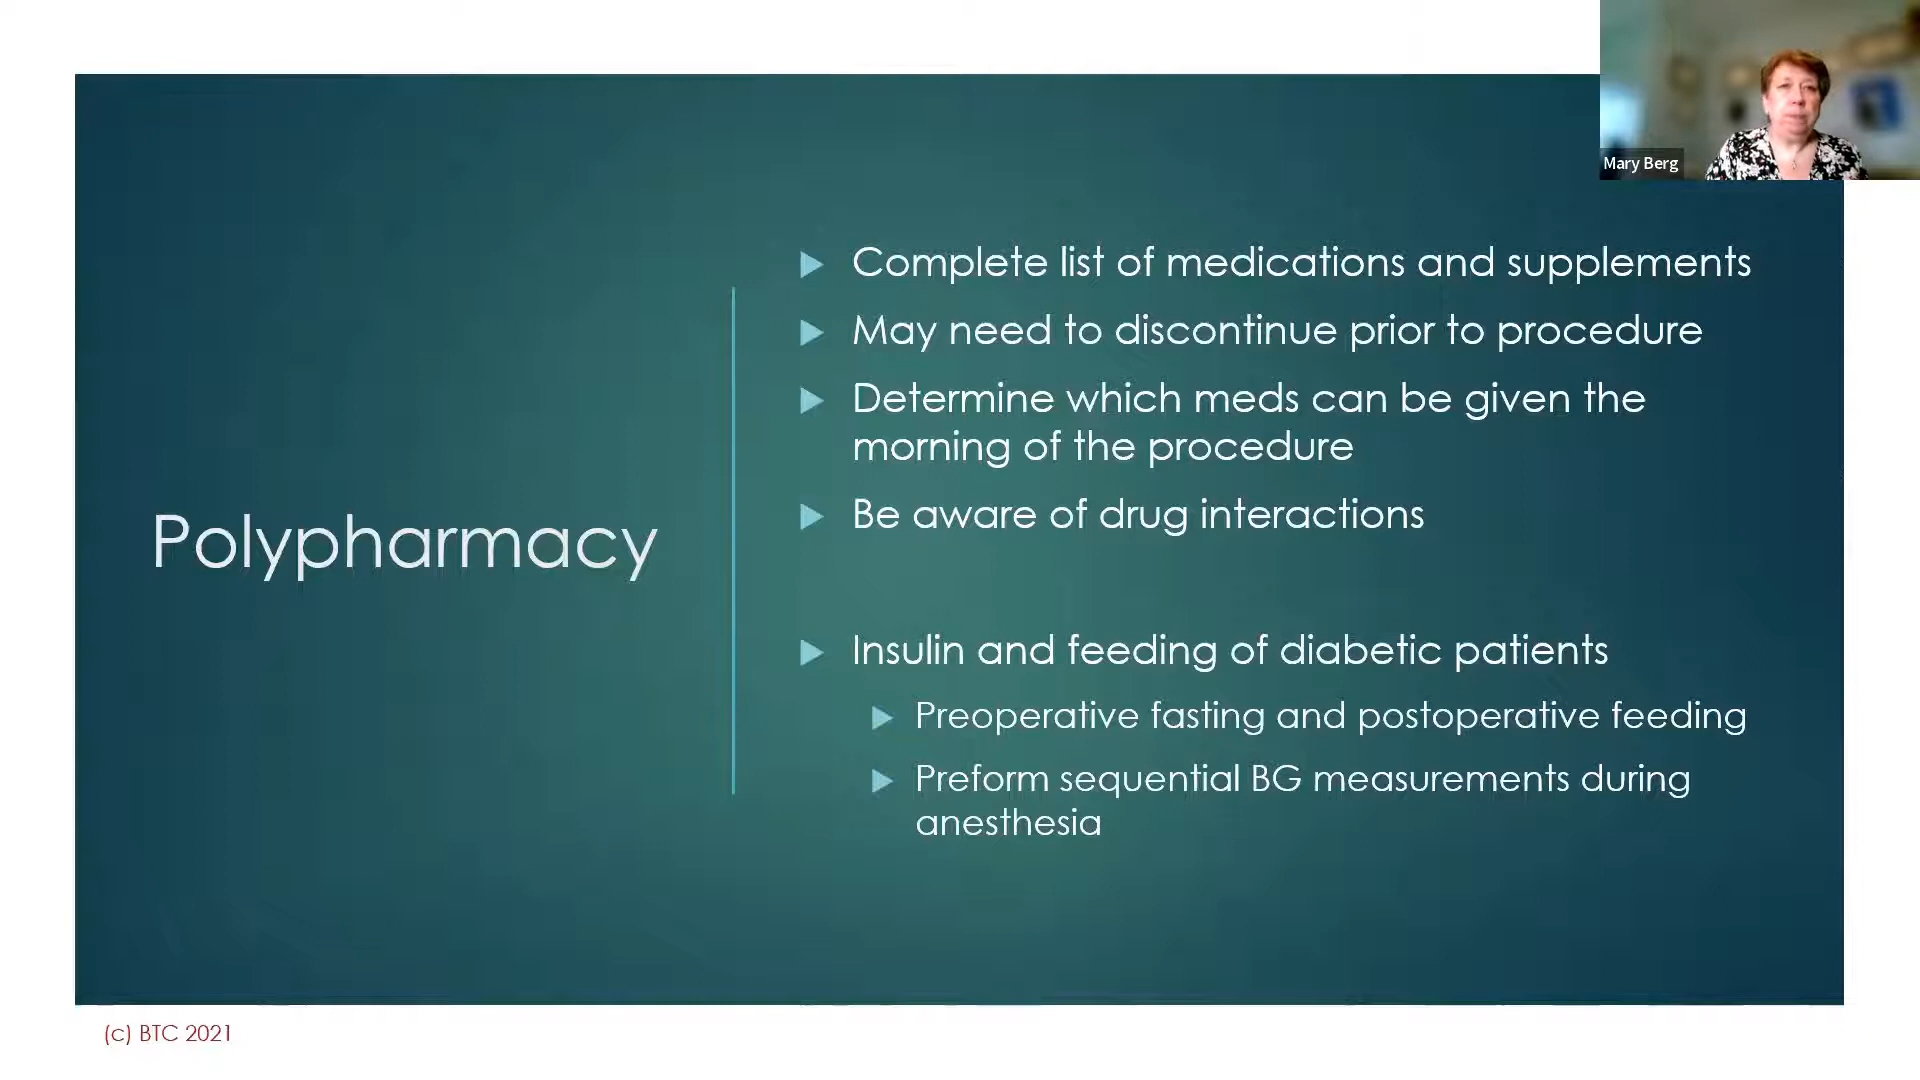 Mary Berg
Polypharmacy
Complete list of medications and supplements
May need to discontinue prior to procedure
Determine which meds can be given the
morning of the procedure
Be aware of drug interactions
Insulin and feeding of diabetic patients
Preoperative fasting and postoperative feeding
Preform sequential BG measurements during
anesthesia
(c) BTC 2021